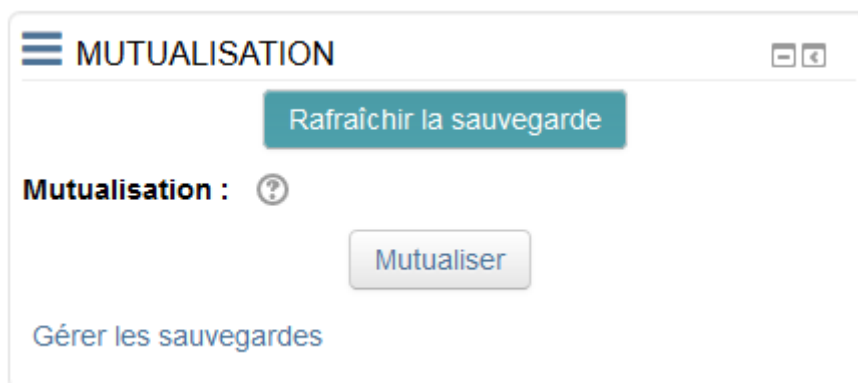 MUTUALISATION
Rafraîchir la sauvegarde
Mutualisation :
Mutualiser
Gérer les sauvegardes